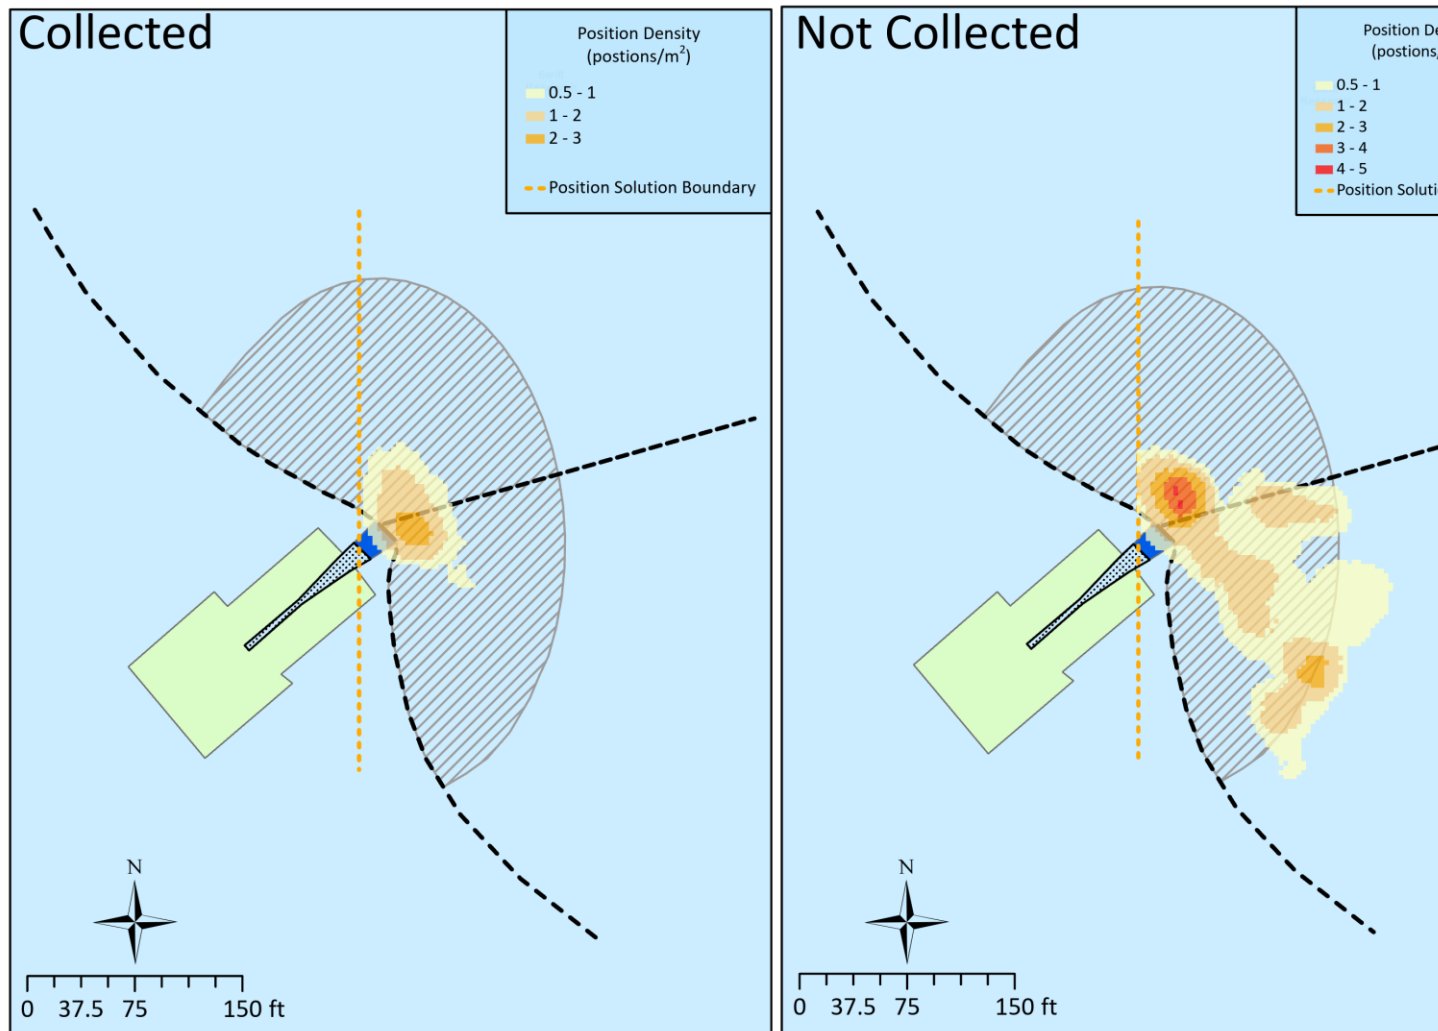 Collected
Position Density
(postions/m²)
0.5 - 1
1 - 2
2 - 3
Position Solution Boundary
N
0 37.5 75 150 ft
Not Collected
Position De
(postions/
0.5 - 1
1 - 2
2 - 3
3 - 4
4 - 5
Position Soluti
N
0 37.5 75 150 ft